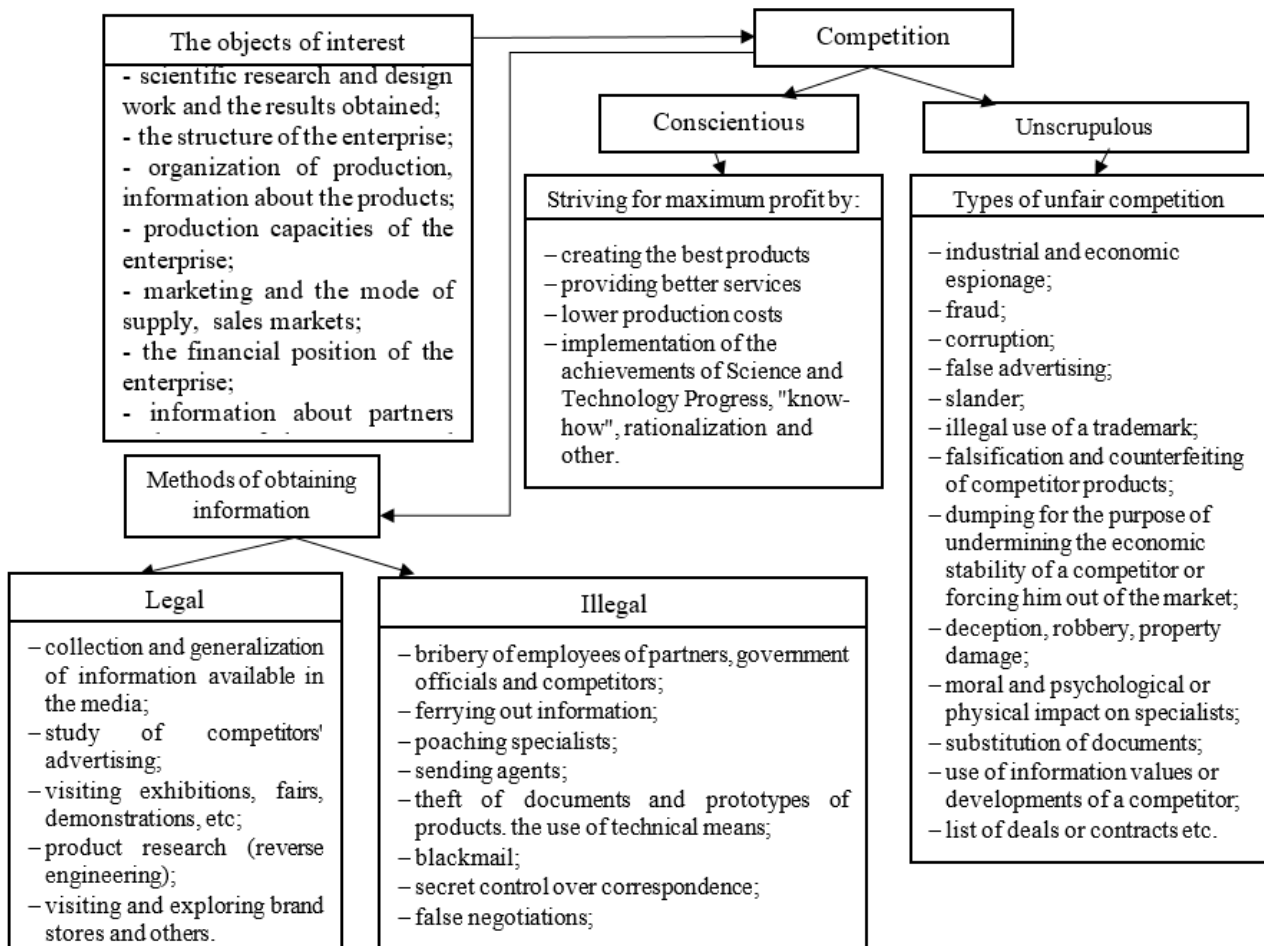 The objects of interest
- scientific research and design
work and the results obtained;
- the structure of the enterprise;
- organization of production,
information about the products;
- production capacities of the
enterprise;
- marketing and the mode of
supply, sales markets;
- the financial position of the
enterprise;
- information about partners
Competition
Conscientious
Unscrupulous
Striving for maximum profit by:
– creating the best products
– providing better services
– lower production costs
– implementation of the
achievements of Science and
Technology Progress, "know-
how", rationalization and
other.
Types of unfair competition
– industrial and economic
espionage;
– fraud;
– corruption;
– false advertising;
– slander;
– illegal use of a trademark;
– falsification and counterfeiting
of competitor products;
– dumping for the purpose of
undermining the economic
stability of a competitor or
forcing him out of the market;
– deception, robbery, property
damage;
– moral and psychological or
physical impact on specialists;
– substitution of documents;
– use of information values or
developments of a competitor;
– list of deals or contracts etc.
Methods of obtaining
information
Legal
– collection and generalization
of information available in
the media;
– study of competitors'
advertising;
– visiting exhibitions, fairs,
demonstrations, etc;
– product research (reverse
engineering);
– visiting and exploring brand
stores and others.
Illegal
– bribery of employees of partners, government
officials and competitors;
– ferrying out information;
– poaching specialists;
– sending agents;
– theft of documents and prototypes of
products. the use of technical means;
– blackmail;
– secret control over correspondence;
– false negotiations;